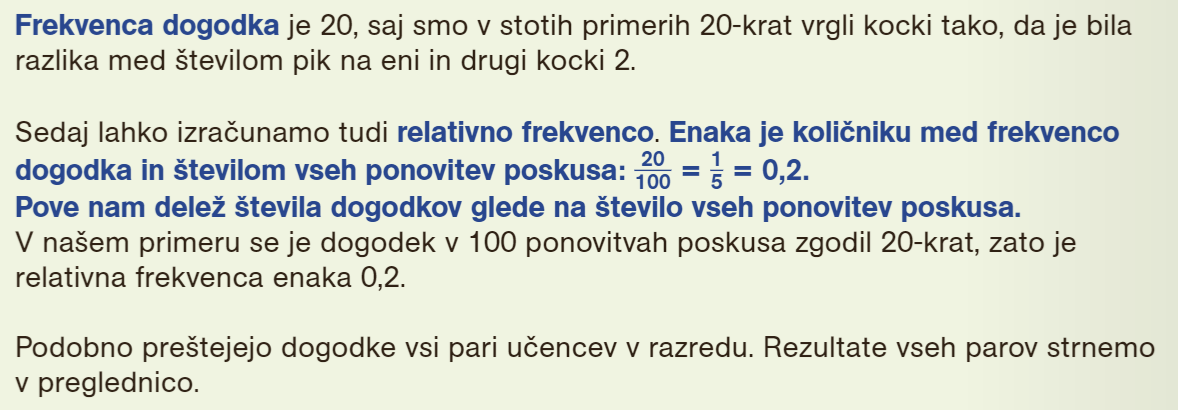 Frekvenca dogodka je 20, saj smo v stotih primerih 20-krat vrgli kocki tako, da je bila
razlika med številom pik na eni in drugi kocki 2.
Sedaj lahko izračunamo tudi relativno frekvenco. Enaka je količniku med frekvenco
dogodka in številom vseh ponovitev poskusa: 20/100 = 1/5 = 0,2.
Pove nam delež števila dogodkov glede na število vseh ponovitev poskusa.
V našem primeru se je dogodek v 100 ponovitvah poskusa zgodil 20-krat, zato je
relativna frekvenca enaka 0,2.
Podobno preštejejo dogodke vsi pari učencev v razredu. Rezultate vseh parov strnemo
v preglednico.